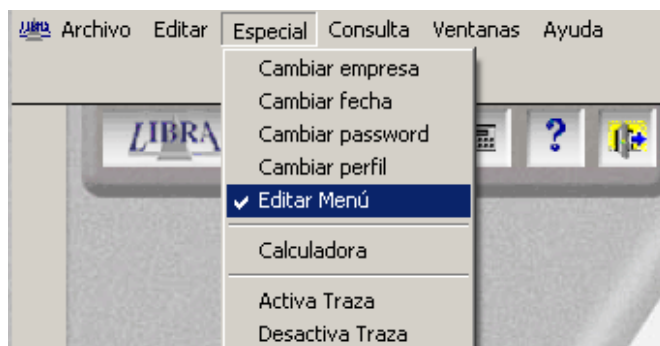 LIBRA Archivo Editar Especial Consulta Ventanas Ayuda
Cambiar empresa
Cambiar fecha
LIBRA
Cambiar password
?
Cambiar perfil
Editar Menú
Calculadora
Activa Traza
Desactiva Traza